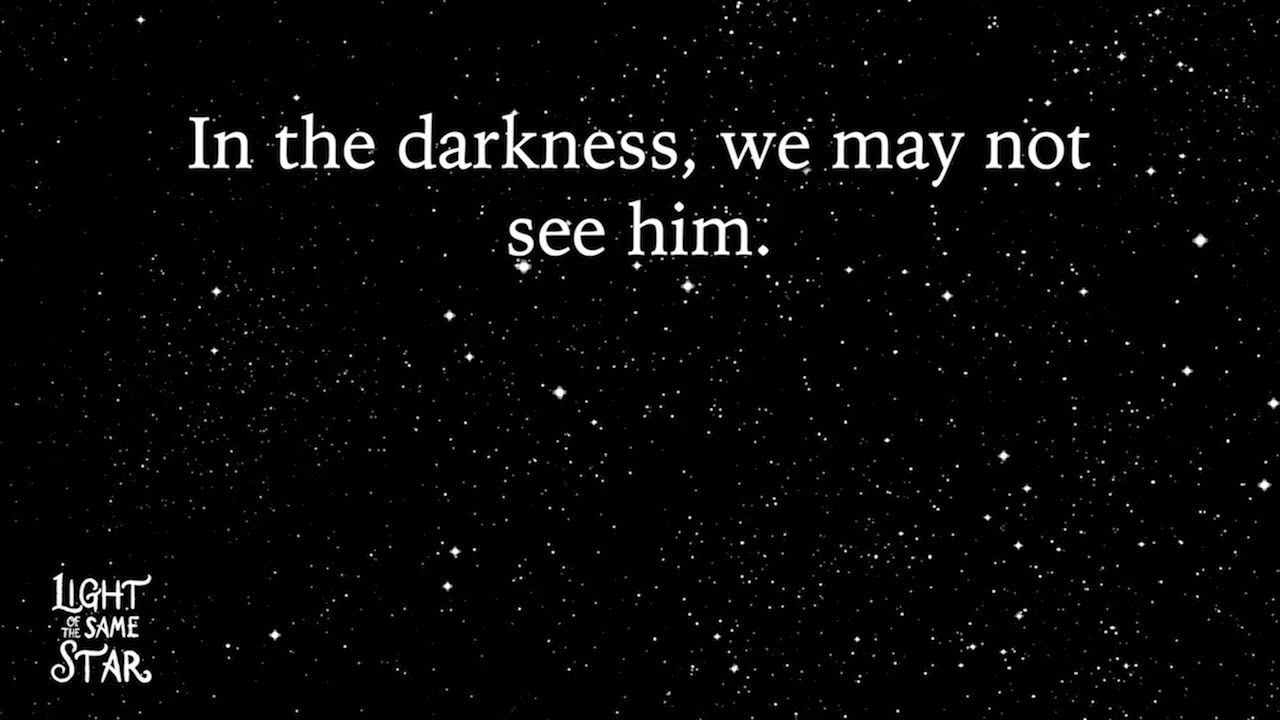 In the darkness, we may not
see him.
LIGHT
OF THE SAME
STAR